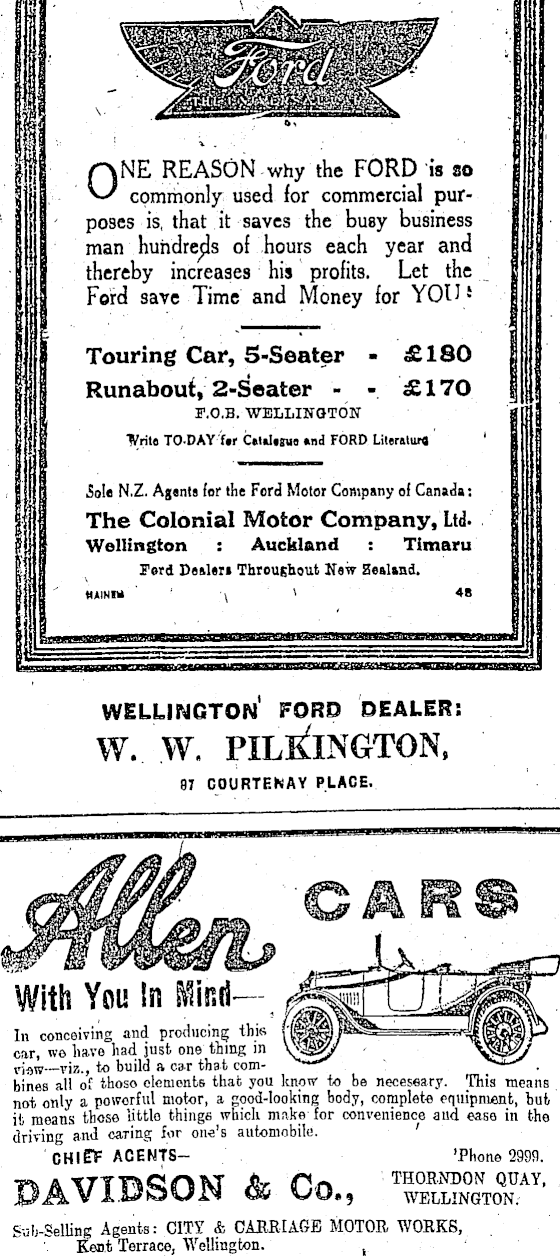 Ford
THE UNIVERSAL CAR
ONE REASON why the FORD is so
commonly used for commercial pur-
poses is, that it saves the busy business
man hundreds of hours each year and
thereby increases his profits. Let the
Ford save Time and Money for YOU!
Touring Car, 5-Seater - £180
Runabout, 2-Seater - - £170
F.O.B. WELLINGTON
Write TO-DAY for Catalogue and FORD Literature
Sole N.Z. Agents for the Ford Motor Company of Canada:
The Colonial Motor Company, Ltd.
Wellington : Auckland : Timaru
Ford Dealers Throughout New Zealand.
HAINES 48
WELLINGTON FORD DEALER:
W. W. PILKINGTON,
87 COURTENAY PLACE.
Allen CARS
With You In Mind—
In conceiving and producing this
car, we have had just one thing in
view—viz., to build a car that com-
bines all of those elements that you know to be necessary. This means
not only a powerful motor, a good-looking body, complete equipment, but
it means those little things which make for convenience and ease in the
driving and caring for one's automobile.
CHIEF AGENTS— 'Phone 2999.
DAVIDSON & Co., THORNDON QUAY,
WELLINGTON.
Sub-Selling Agents: CITY & CARRIAGE MOTOR WORKS,
Kent Terrace, Wellington.